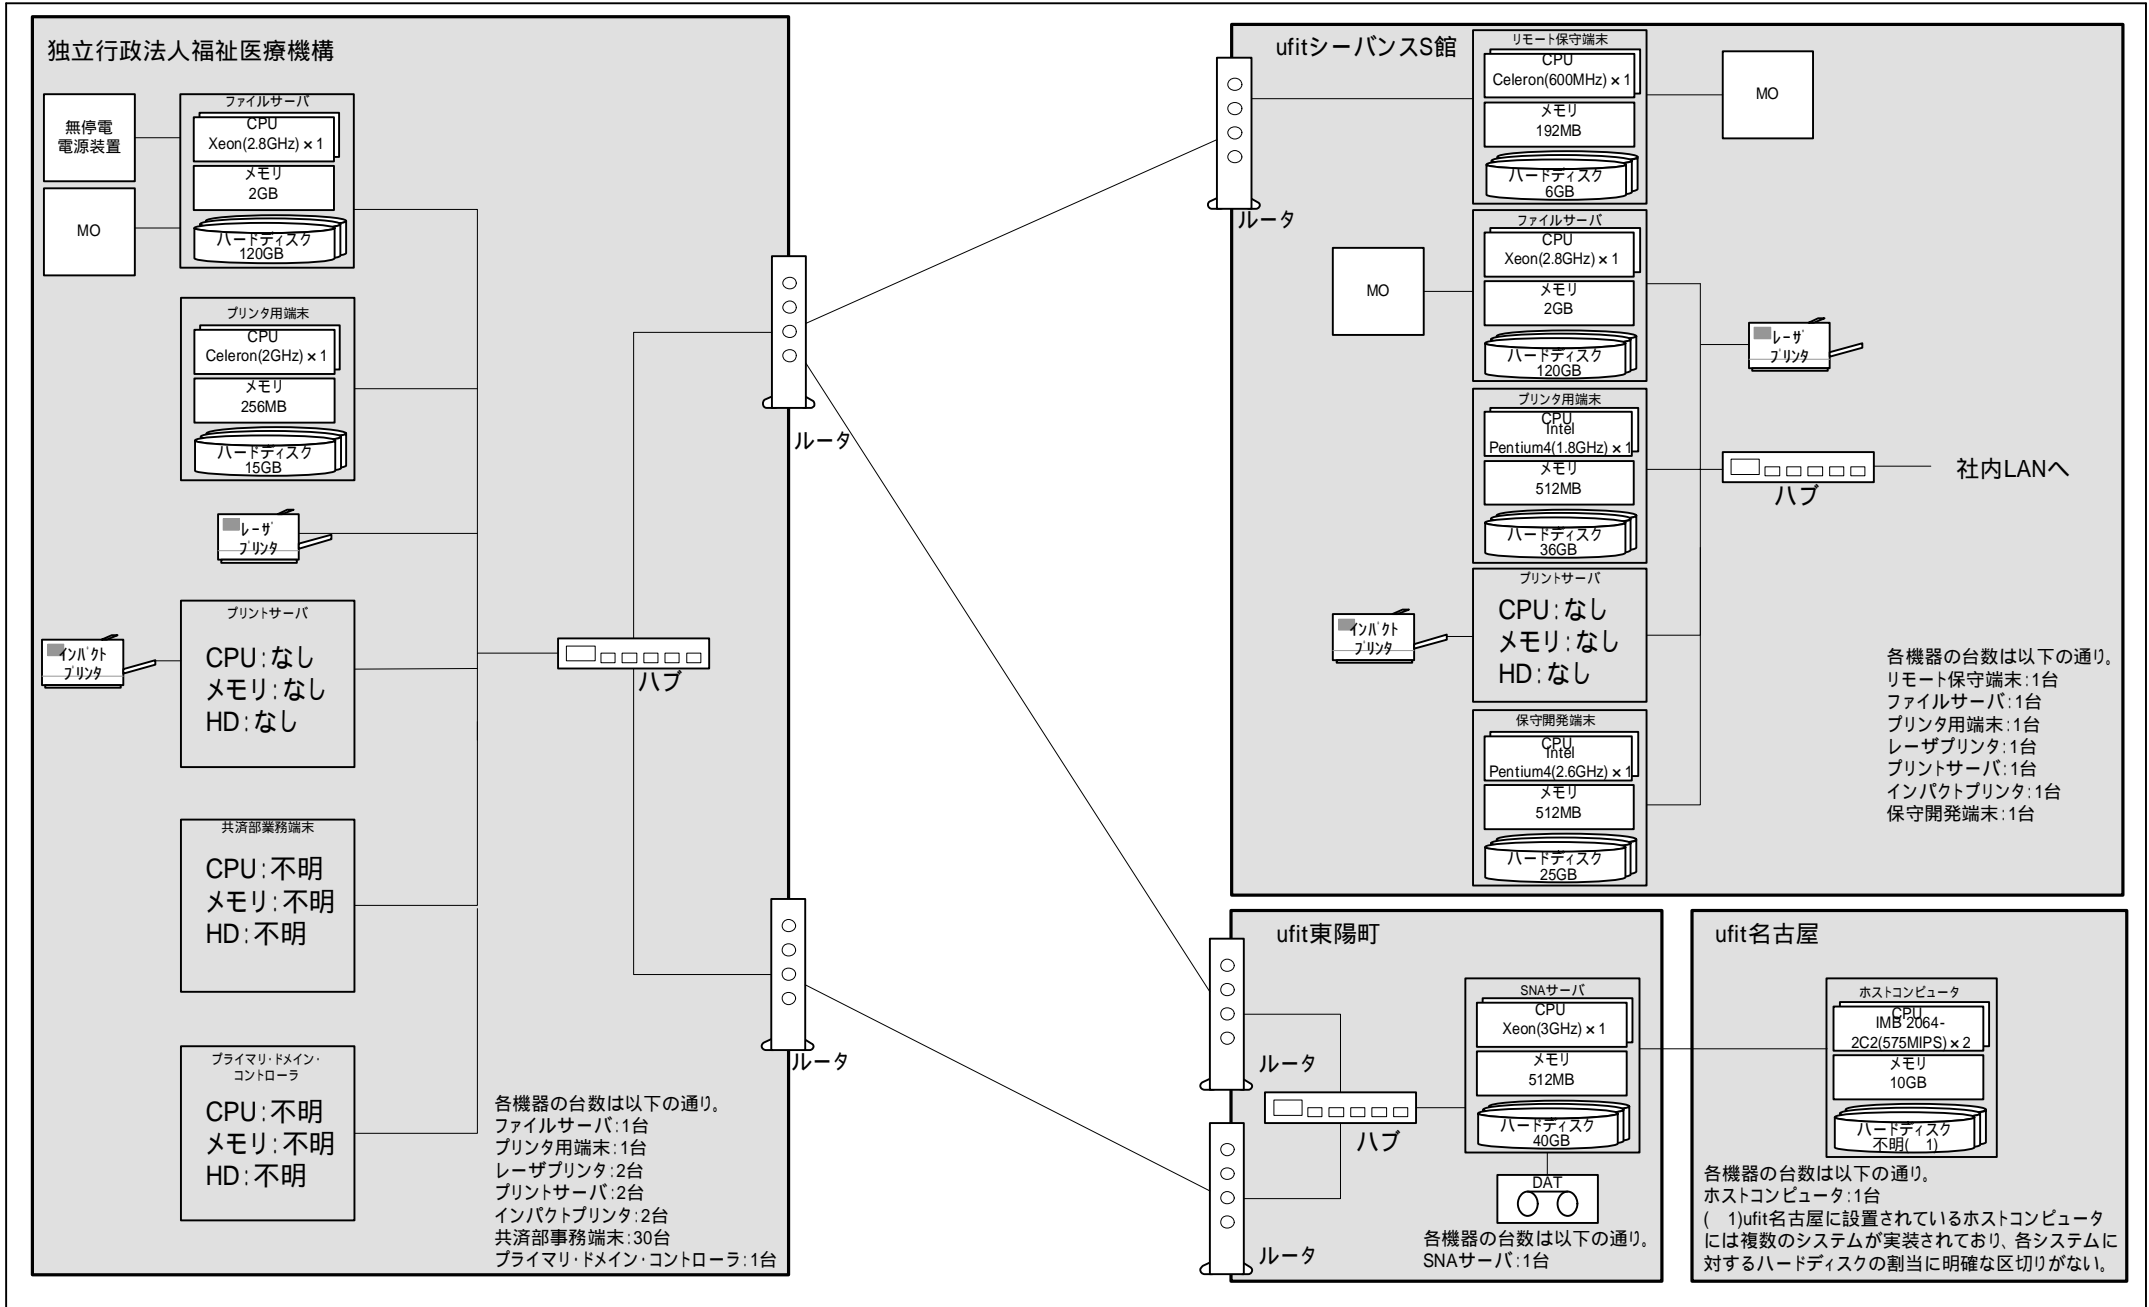 独立行政法人福祉医療機構
無停電
電源装置
MO
ファイルサーバ
CPU
Xeon(2.8GHz)×1
メモリ
2GB
ハードディスク
120GB
プリンタ用端末
CPU
Celeron(2GHz)×1
メモリ
256MB
ハードディスク
15GB
レーザ
プリンタ
インパクト
プリンタ
プリントサーバ
CPU:なし
メモリ:なし
HD:なし
共済部業務端末
CPU:不明
メモリ:不明
HD:不明
プライマリ・ドメイン・
コントローラ
CPU:不明
メモリ:不明
HD:不明
ハブ
ルータ
ルータ
各機器の台数は以下の通り。
ファイルサーバ:1台
プリンタ用端末:1台
レーザプリンタ:2台
プリントサーバ:2台
インパクトプリンタ:2台
共済部事務端末:30台
プライマリ・ドメイン・コントローラ:1台
ufitシーバンスS館
ルータ
リモート保守端末
CPU
Celeron(600MHz)×1
メモリ
192MB
ハードディスク
6GB
MO
ファイルサーバ
CPU
Xeon(2.8GHz)×1
メモリ
2GB
ハードディスク
120GB
MO
レーザ
プリンタ
プリンタ用端末
CPU
Intel
Pentium4(1.8GHz)×1
メモリ
512MB
ハードディスク
36GB
ハブ
社内LANへ
プリントサーバ
CPU:なし
メモリ:なし
HD:なし
インパクト
プリンタ
保守開発端末
CPU
Intel
Pentium4(2.6GHz)×1
メモリ
512MB
ハードディスク
25GB
各機器の台数は以下の通り。
リモート保守端末:1台
ファイルサーバ:1台
プリンタ用端末:1台
レーザプリンタ:1台
プリントサーバ:1台
インパクトプリンタ:1台
保守開発端末:1台
ufit東陽町
ルータ
ハブ
ルータ
SNAサーバ
CPU
Xeon(3GHz)×1
メモリ
512MB
ハードディスク
40GB
DAT
各機器の台数は以下の通り。
SNAサーバ:1台
ufit名古屋
ホストコンピュータ
CPU
IMB 2064-
2C2(575MIPS)×2
メモリ
10GB
ハードディスク
不明( 1)
各機器の台数は以下の通り。
ホストコンピュータ:1台
( 1)ufit名古屋に設置されているホストコンピュータ
には複数のシステムが実装されており、各システムに
対するハードディスクの割当に明確な区切りがない。